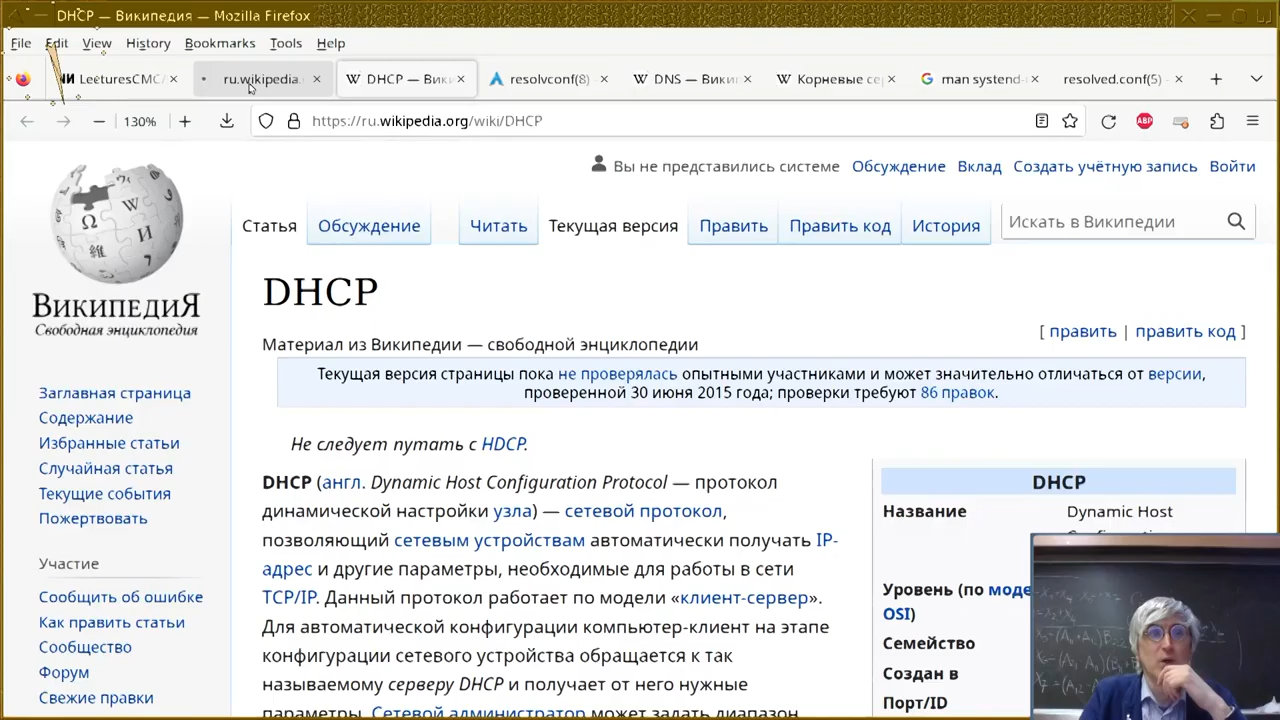 DHCP — Википедия — Mozilla Firefox
File Edit View History Bookmarks Tools Help
LecturesCMC/ ru.wikipedia. DHCP — Вики resolvconf(8) DNS — Вики Корневые се man systend- resolved.conf(5) -
130% https://ru.wikipedia.org/wiki/DHCP ABP
Вы не представились системе Обсуждение Вклад Создать учётную запись Войти
Статья Обсуждение Читать Текущая версия Править Править код История Искать в Википедии
ВикипедиЯ
Свободная энциклопедия
Заглавная страница
Содержание
Избранные статьи
Случайная статья
Текущие события
Пожертвовать
Участие
Сообщить об ошибке
Как править статьи
Сообщество
Форум
Свежие правки
DHCP
[ править | править код ]
Материал из Википедии — свободной энциклопедии
Текущая версия страницы пока не проверялась опытными участниками и может значительно отличаться от версии,
проверенной 30 июня 2015 года; проверки требуют 86 правок.
Не следует путать с HDCP.
DHCP (англ. Dynamic Host Configuration Protocol — протокол
динамической настройки узла) — сетевой протокол,
позволяющий сетевым устройствам автоматически получать IP-
адрес и другие параметры, необходимые для работы в сети
TCP/IP. Данный протокол работает по модели «клиент-сервер».
Для автоматической конфигурации компьютер-клиент на этапе
конфигурации сетевого устройства обращается к так
называемому серверу DHCP и получает от него нужные
параметры. Сетевой администратор может задать диапазон
DHCP
Название Dynamic Host
Уровень (по моде
OSI)
Семейство
Создан в
Порт/ID